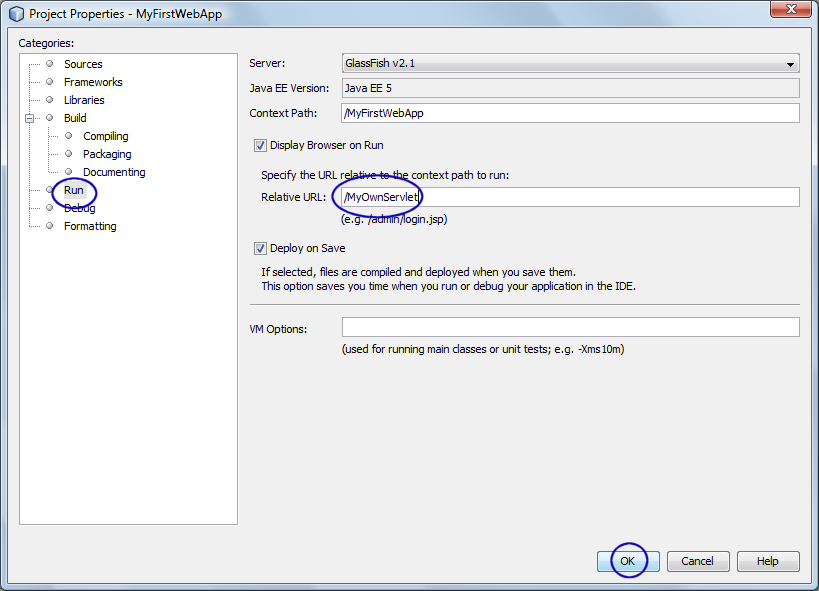 Project Properties - MyFirstWebApp
Categories:
Sources
Frameworks
Libraries
Build
Compiling
Packaging
Documenting
Run
Debug
Formatting
Server: GlassFish v2.1
Java EE Version: Java EE 5
Context Path: /MyFirstWebApp
Display Browser on Run
Specify the URL relative to the context path to run:
Relative URL: /MyOwnServlet
(e.g. /admin/login.jsp)
Deploy on Save
If selected, files are compiled and deployed when you save them.
This option saves you time when you run or debug your application in the IDE.
VM Options:
(used for running main classes or unit tests; e.g. -Xms10m)
OK Cancel Help